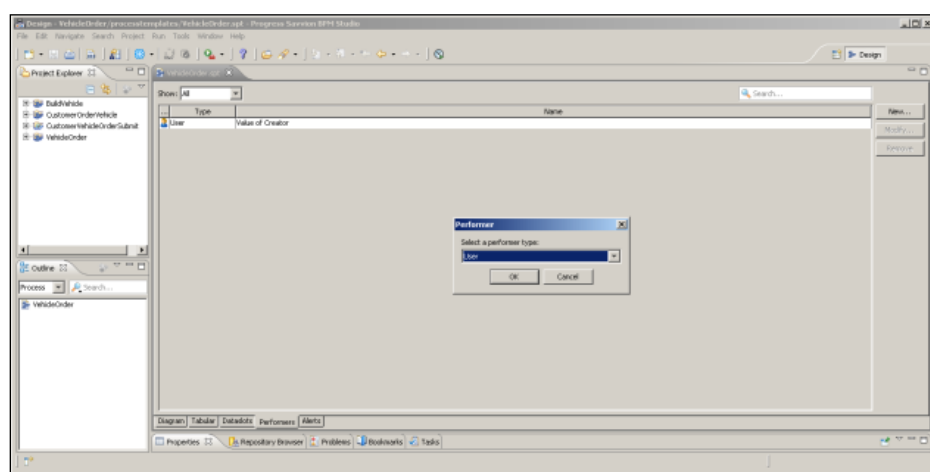 Design - VehicleOrder/processtemplates/VehicleOrder.spt - Progress Savvion BPM Studio
File Edit Navigate Search Project Run Tools Window Help
Design
Project Explorer
VehicleOrder.spt
Show: All
Search...
BuildVehicle
CustomerOrderVehicle
CustomerVehicleOrderSubmit
VehicleOrder
... Type Name
User Value of Creator
New...
Modify...
Remove
Performer
Select a performer type:
User
OK Cancel
Outline
Process Search...
VehicleOrder
Diagram Tabular Dataslots Performers Alerts
Properties Repository Browser Problems Bookmarks Tasks